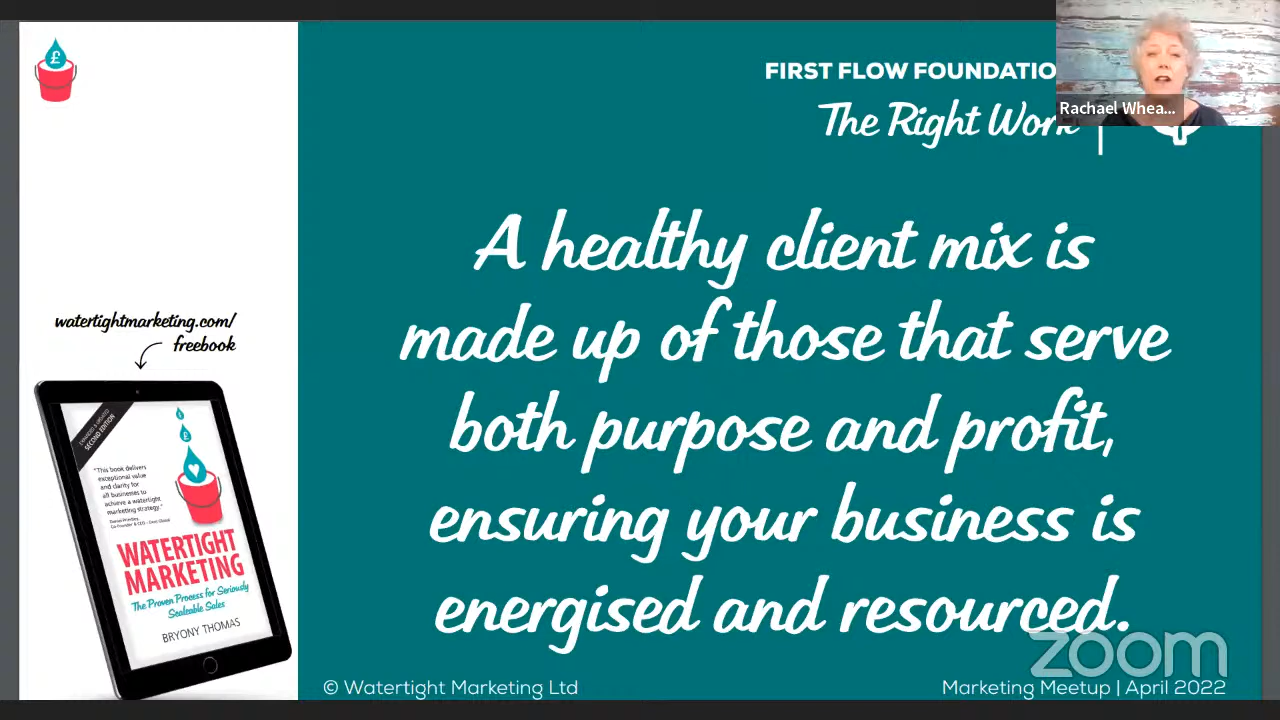 FIRST FLOW FOUNDATIO
The Right Work
Rachael Whea...
A healthy client mix is
made up of those that serve
both purpose and profit,
ensuring your business is
energised and resourced.
watertightmarketing.com/
freebook
£
ENHANCED & UPDATED
SECOND EDITION
£
£
"This book delivers
exceptional value
and clarity for
all businesses to
achieve a watertight
marketing strategy."
WATERTIGHT
MARKETING
The Proven Process for Seriously
Scaleable Sales
BRYONY THOMAS
zoom
© Watertight Marketing Ltd
Marketing Meetup | April 2022